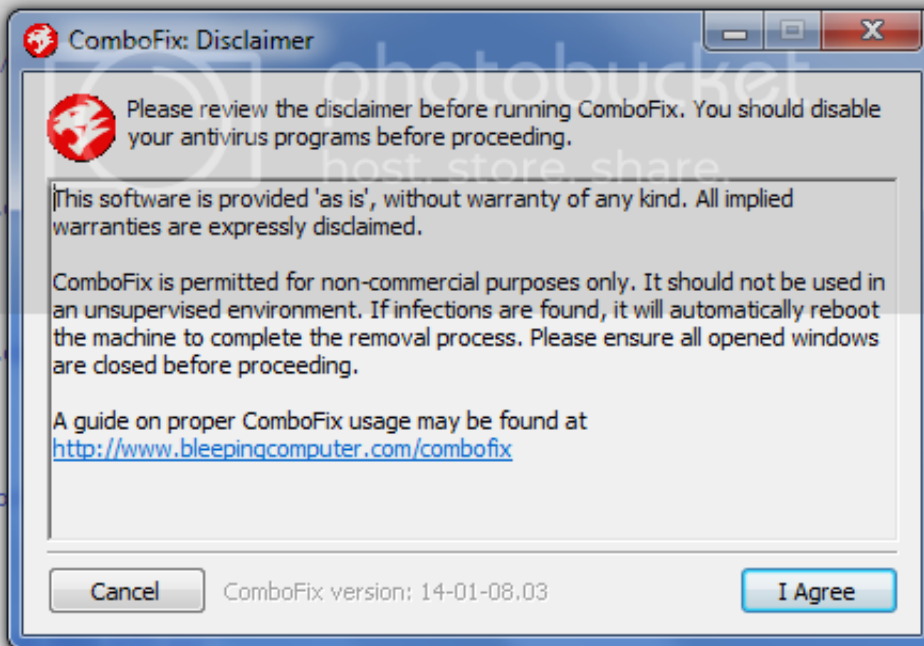 ComboFix: Disclaimer
photobucket
Please review the disclaimer before running ComboFix. You should disable
your antivirus programs before proceeding.
host. store. share.
This software is provided 'as is', without warranty of any kind. All implied
warranties are expressly disclaimed.
ComboFix is permitted for non-commercial purposes only. It should not be used in
an unsupervised environment. If infections are found, it will automatically reboot
the machine to complete the removal process. Please ensure all opened windows
are closed before proceeding.
A guide on proper ComboFix usage may be found at
http://www.bleepingcomputer.com/combofix
Cancel
ComboFix version: 14-01-08.03
I Agree